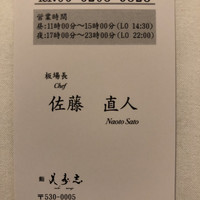 営業時間
昼:11時00分～15時00分(LO 14:30)
夜:17時00分～23時00分(LO 22:00)
板場長
Chef
佐藤 直人
Naoto Sato
鮨
〒530-0005